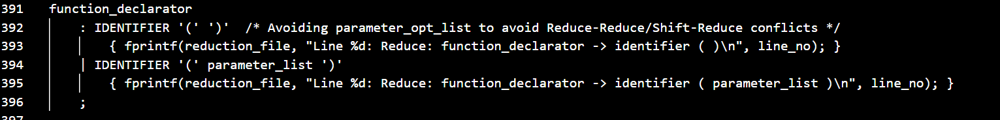 391 function_declarator
392 : IDENTIFIER '(' ')' /* Avoiding parameter_opt_list to avoid Reduce-Reduce/Shift-Reduce conflicts */
393 { fprintf(reduction_file, "Line %d: Reduce: function_declarator -> identifier ( )\n", line_no); }
394 | IDENTIFIER '(' parameter_list ')'
395 { fprintf(reduction_file, "Line %d: Reduce: function_declarator -> identifier ( parameter_list )\n", line_no); }
396 ;
397